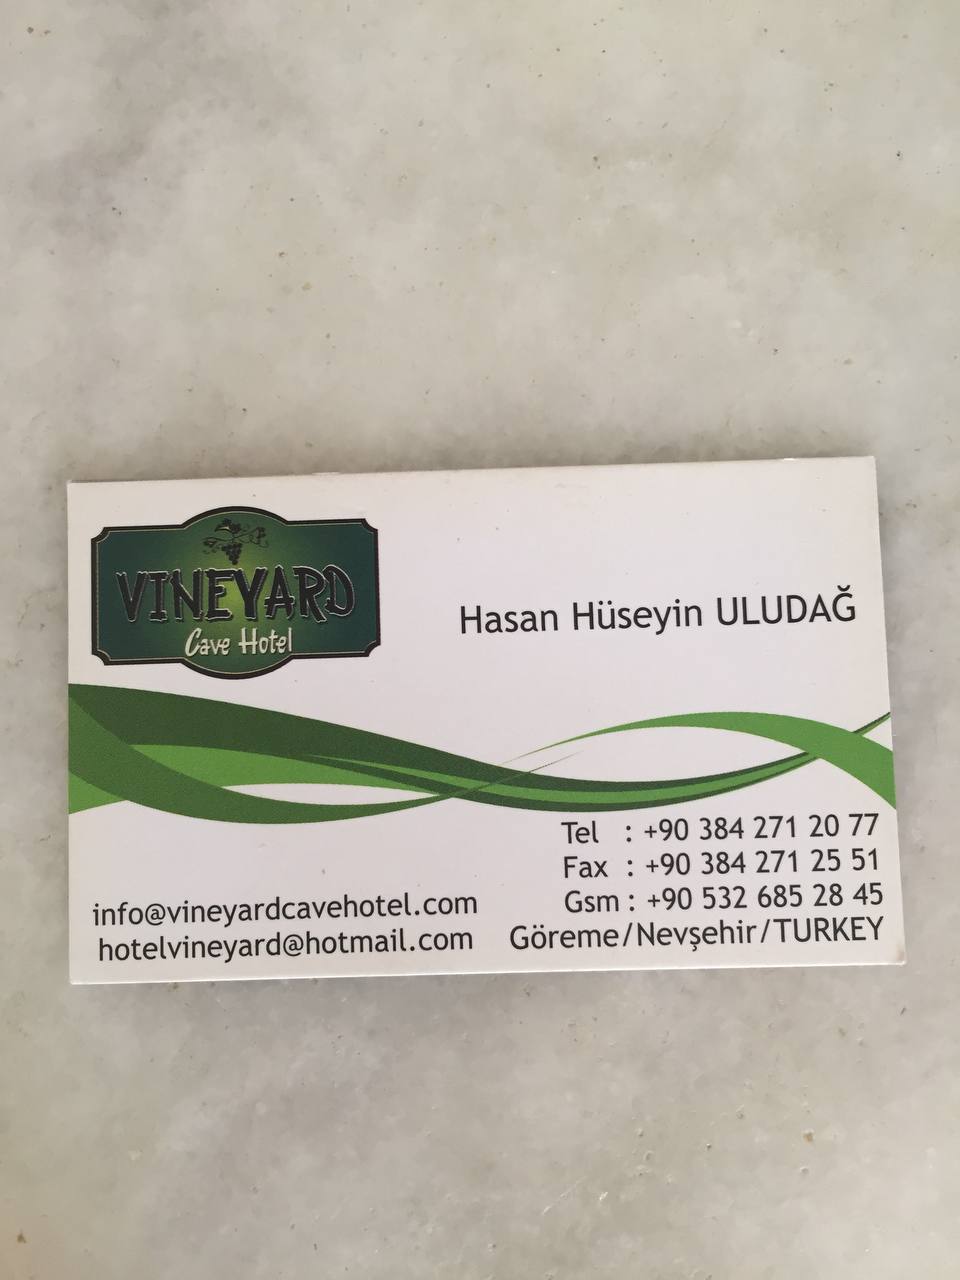 VINEYARD
Cave Hotel
Hasan Hüseyin ULUDAĞ
Tel : +90 384 271 20 77
Fax : +90 384 271 25 51
Gsm : +90 532 685 28 45
Göreme/Nevşehir/TURKEY
info@vineyardcavehotel.com
hotelvineyard@hotmail.com